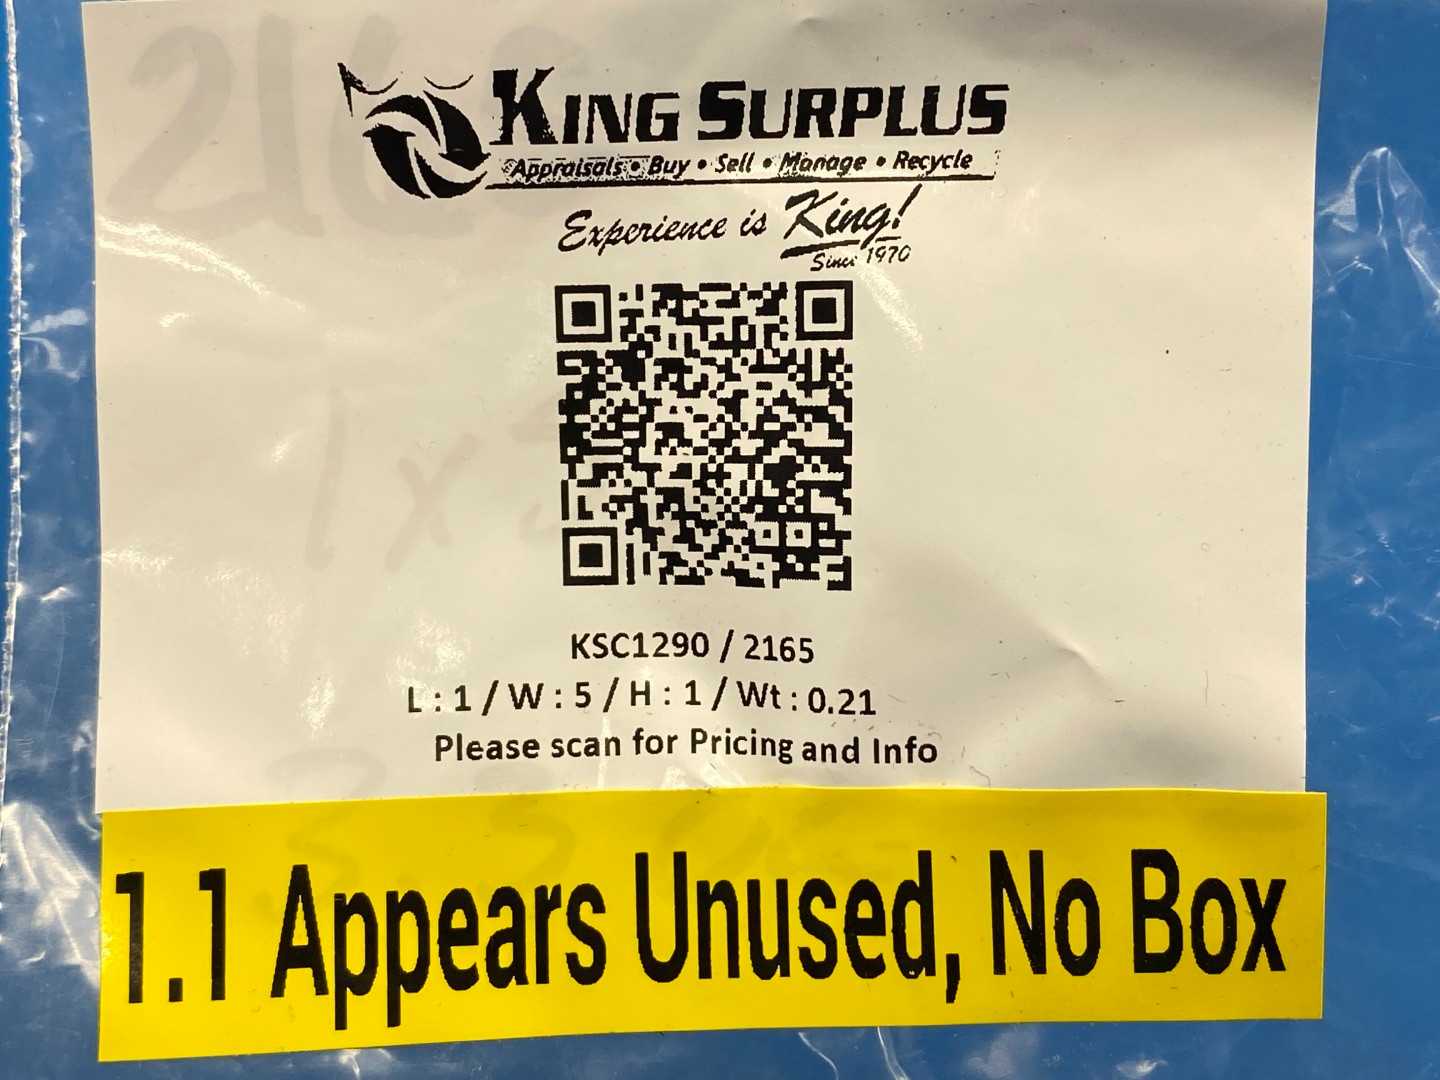 KING SURPLUS
Appraisals • Buy • Sell • Manage • Recycle
Experience is King!
Since 1970
KSC1290 / 2165
L : 1 / W : 5 / H : 1 / Wt : 0.21
Please scan for Pricing and Info
1.1 Appears Unused, No Box